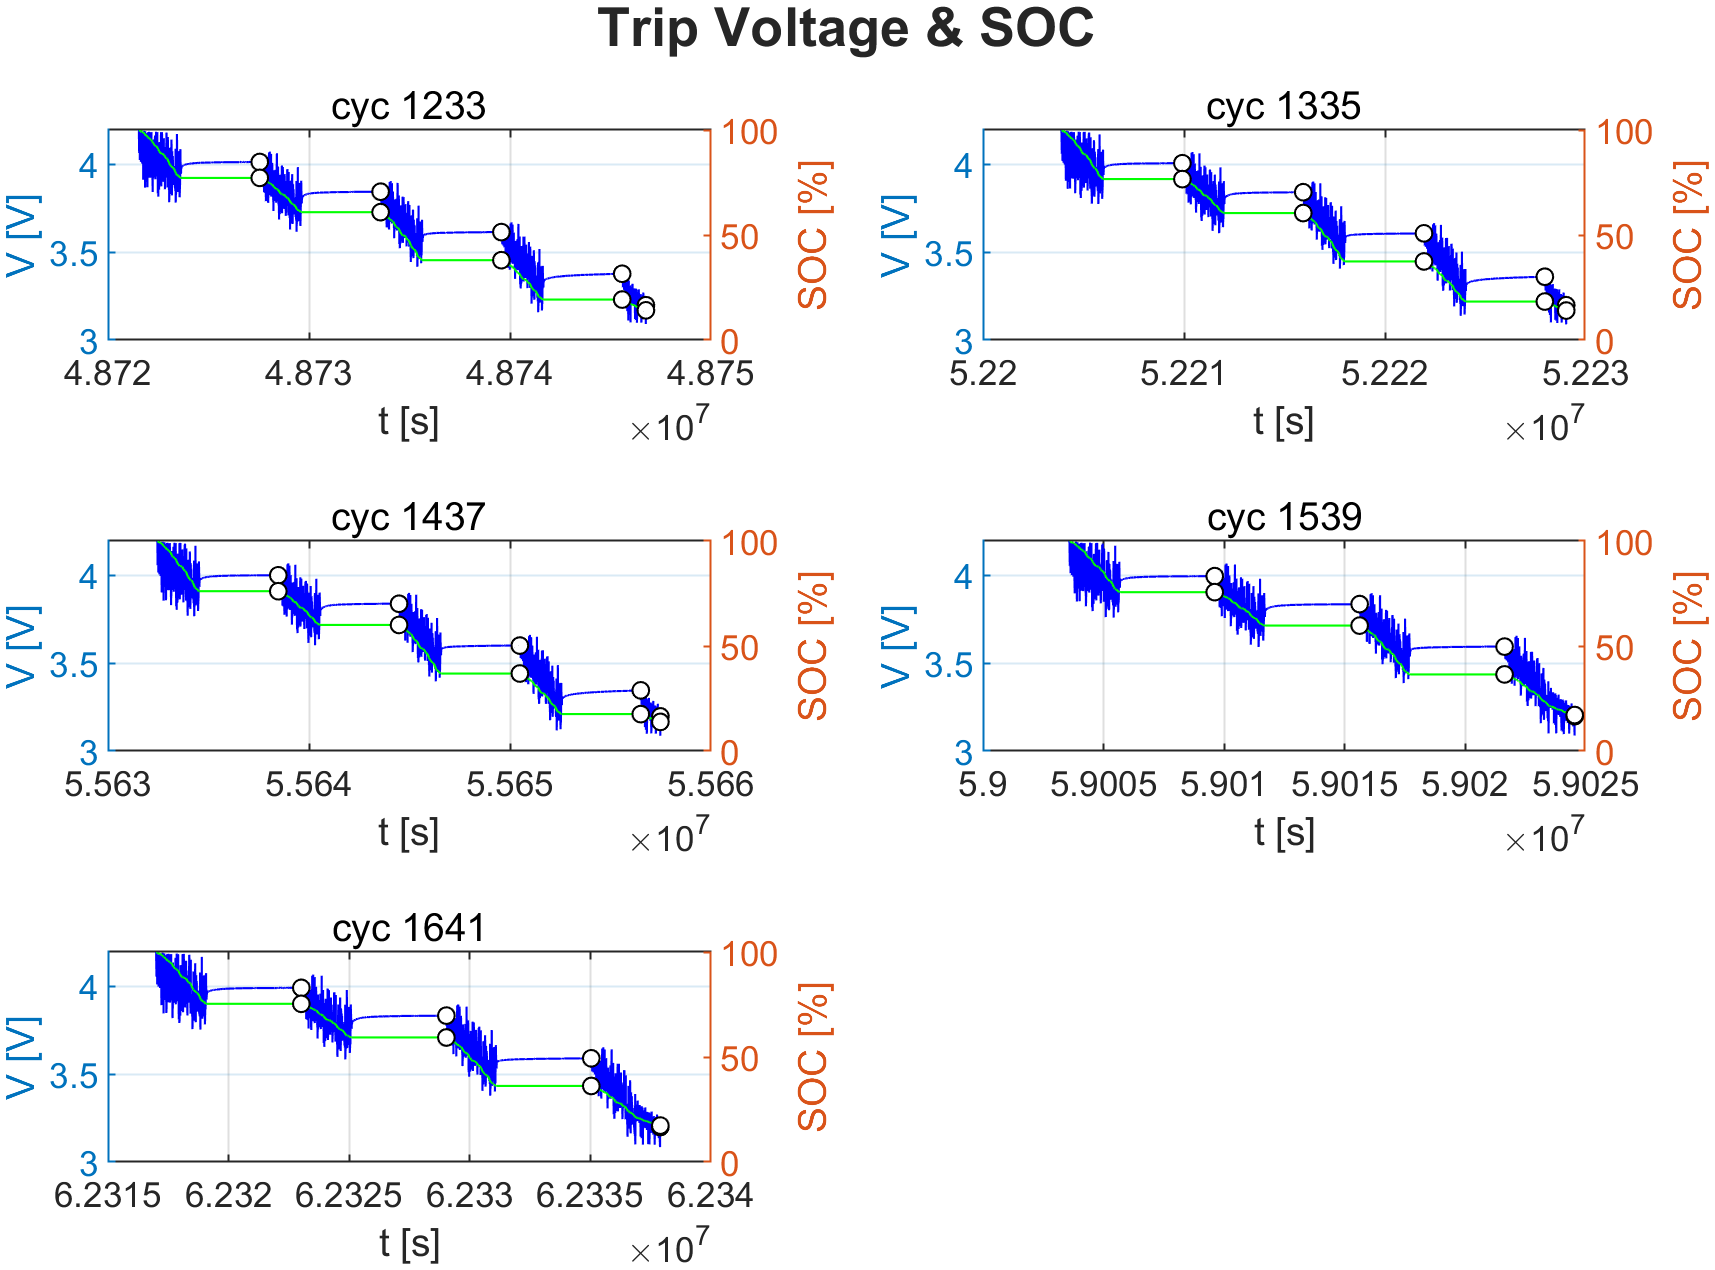 Trip Voltage & SOC
cyc 1233
V [V]
4
3.5
3
100
50
0
SOC [%]
4.872 4.873 4.874 4.875
t [s]
×10^7
cyc 1335
V [V]
4
3.5
3
100
50
0
SOC [%]
5.22 5.221 5.222 5.223
t [s]
×10^7
cyc 1437
V [V]
4
3.5
3
100
50
0
SOC [%]
5.563 5.564 5.565 5.566
t [s]
×10^7
cyc 1539
V [V]
4
3.5
3
100
50
0
SOC [%]
5.9 5.9005 5.901 5.9015 5.902 5.9025
t [s]
×10^7
cyc 1641
V [V]
4
3.5
3
100
50
0
SOC [%]
6.2315 6.232 6.2325 6.233 6.2335 6.234
t [s]
×10^7